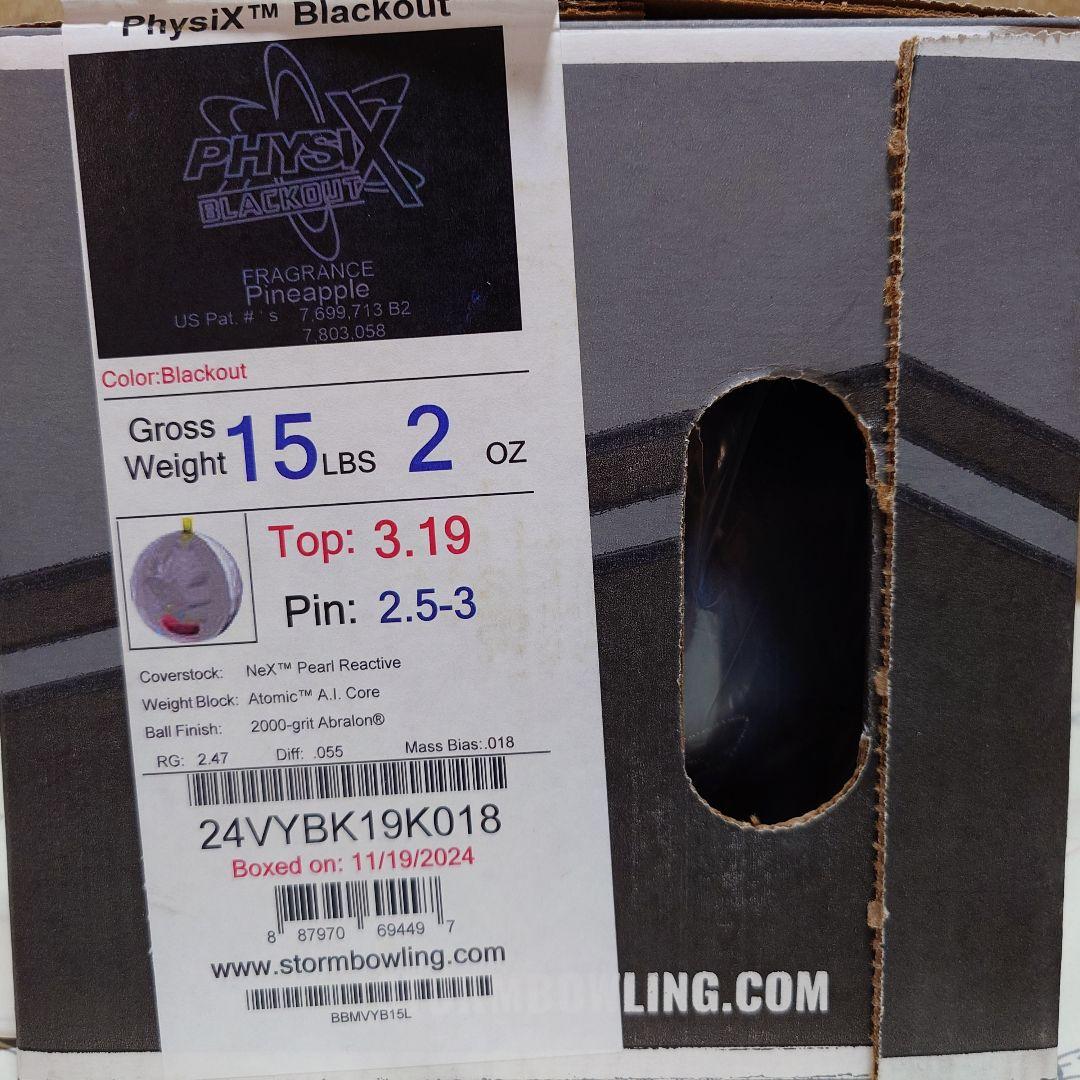 PhysiX™ Blackout
PHYSIX
BLACKOUT
FRAGRANCE
Pineapple
US Pat. #'s 7,699,713 B2
7,803,058
Color:Blackout
Gross Weight 15 LBS 2 OZ
Top: 3.19
Pin: 2.5-3
Coverstock: NeX™ Pearl Reactive
Weight Block: Atomic™ A.I. Core
Ball Finish: 2000-grit Abralon®
RG: 2.47 Diff: .055 Mass Bias:.018
24VYBK19K018
Boxed on: 11/19/2024
8 87970 69449 7
www.stormbowling.com
BBMVYB15L
LING.COM